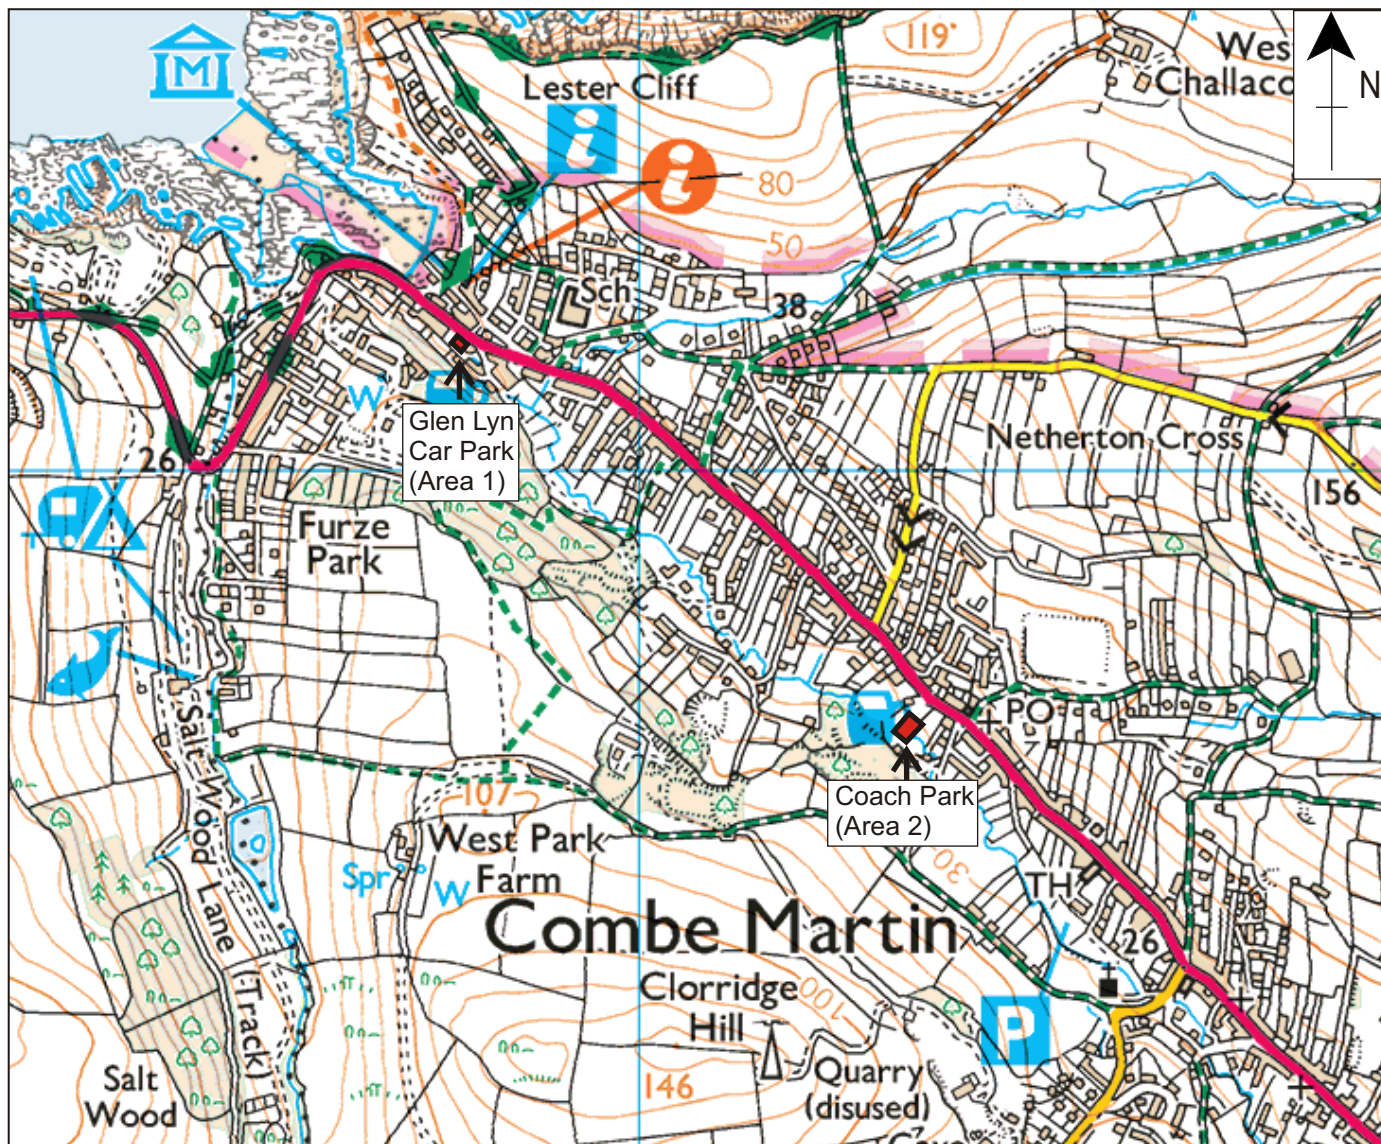 119
Wes
Challaco
N
M
Lester Cliff
i
i
80
50
Sch
38
W
Glen Lyn
Car Park
(Area 1)
Netherton Cross
26
156
Furze
Park
PO
Coach Park
(Area 2)
107
West Park
Farm
Spr
W
30
TH
Combe Martin
26
Salt Wood Lane (Track)
Clorridge
Hill
100
P
Salt
Wood
146
Quarry
(disused)